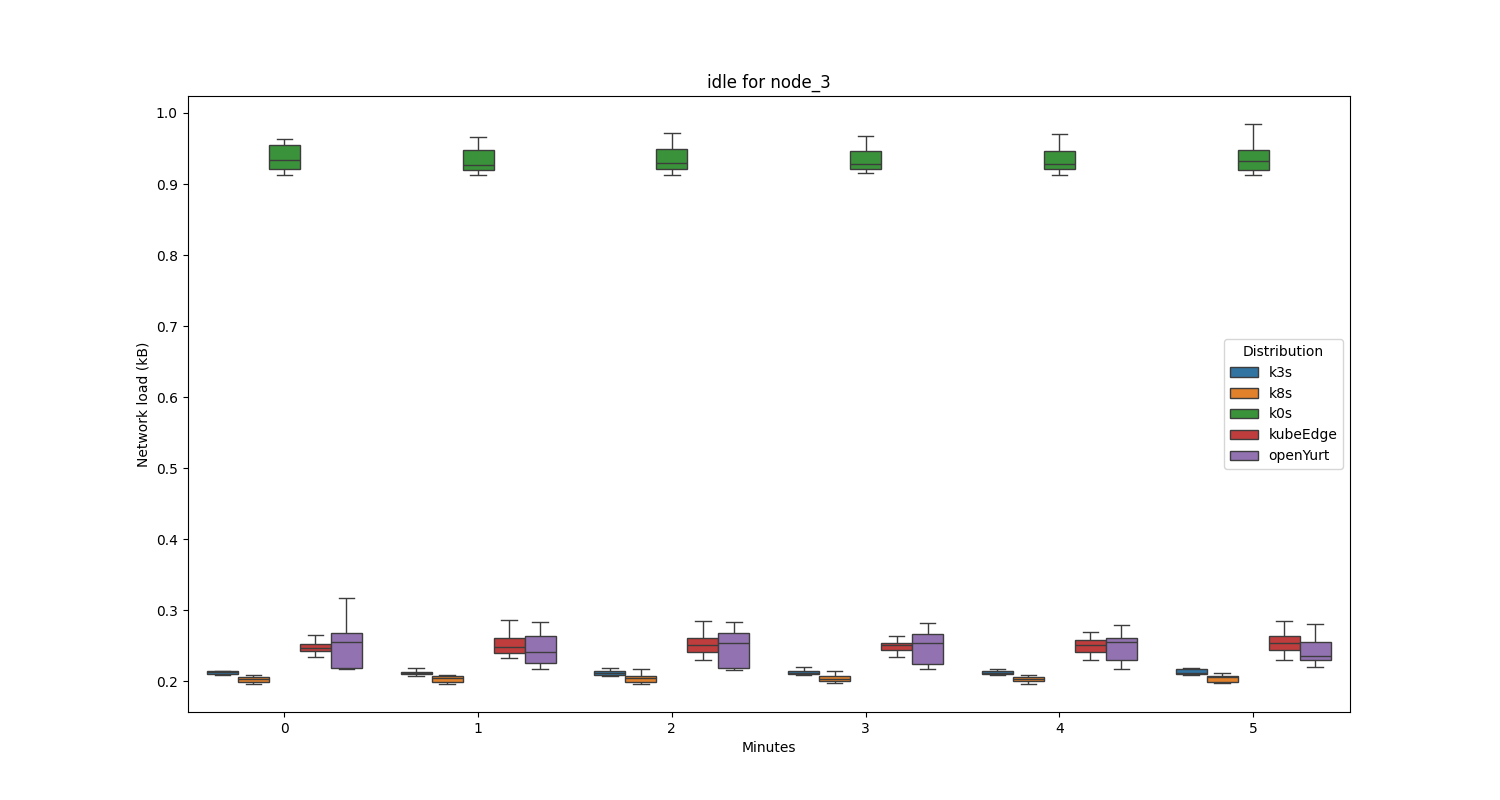 idle for node_3
1.0
0.9
0.8
0.7
0.6
0.5
0.4
0.3
0.2
Network load (kB)
Distribution
k3s
k8s
k0s
kubeEdge
openYurt
0 1 2 3 4 5
Minutes